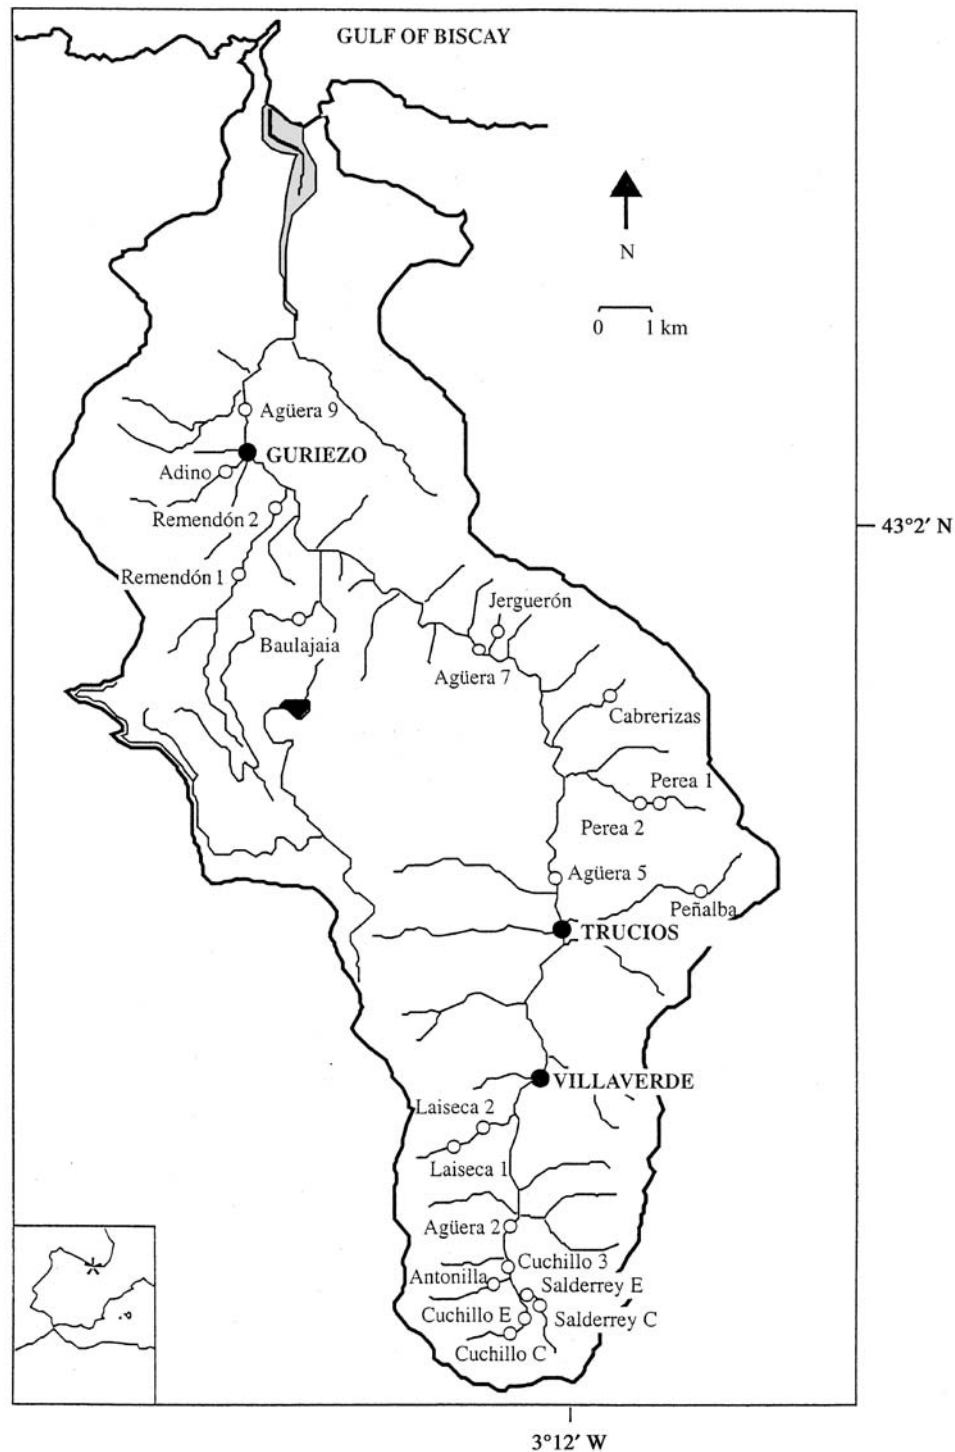 GULF OF BISCAY
N
0 1 km
Agüera 9
GURIEZO
Adino
Remendón 2
43°2' N
Remendón 1
Jerguerón
Baulajaia
Agüera 7
Cabrerizas
Perea 1
Perea 2
Agüera 5
Peñalba
TRUCIOS
VILLAVERDE
Laiseca 2
Laiseca 1
Agüera 2
Cuchillo 3
Antonilla
Salderrey E
Cuchillo E
Salderrey C
Cuchillo C
3°12' W